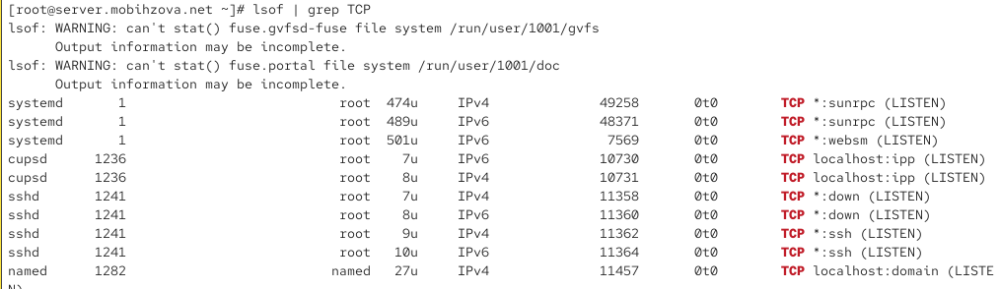 [root@server.mobihzova.net ~]# lsof | grep TCP
lsof: WARNING: can't stat() fuse.gvfsd-fuse file system /run/user/1001/gvfs
      Output information may be incomplete.
lsof: WARNING: can't stat() fuse.portal file system /run/user/1001/doc
      Output information may be incomplete.
systemd       1                           root  474u     IPv4              49258       0t0        TCP *:sunrpc (LISTEN)
systemd       1                           root  489u     IPv6              48371       0t0        TCP *:sunrpc (LISTEN)
systemd       1                           root  501u     IPv6               7569       0t0        TCP *:websm (LISTEN)
cupsd      1236                           root    7u     IPv6              10730       0t0        TCP localhost:ipp (LISTEN)
cupsd      1236                           root    8u     IPv4              10731       0t0        TCP localhost:ipp (LISTEN)
sshd       1241                           root    7u     IPv4              11358       0t0        TCP *:down (LISTEN)
sshd       1241                           root    8u     IPv6              11360       0t0        TCP *:down (LISTEN)
sshd       1241                           root    9u     IPv4              11362       0t0        TCP *:ssh (LISTEN)
sshd       1241                           root   10u     IPv6              11364       0t0        TCP *:ssh (LISTEN)
named      1282                          named   27u     IPv4              11457       0t0        TCP localhost:domain (LISTE
N)